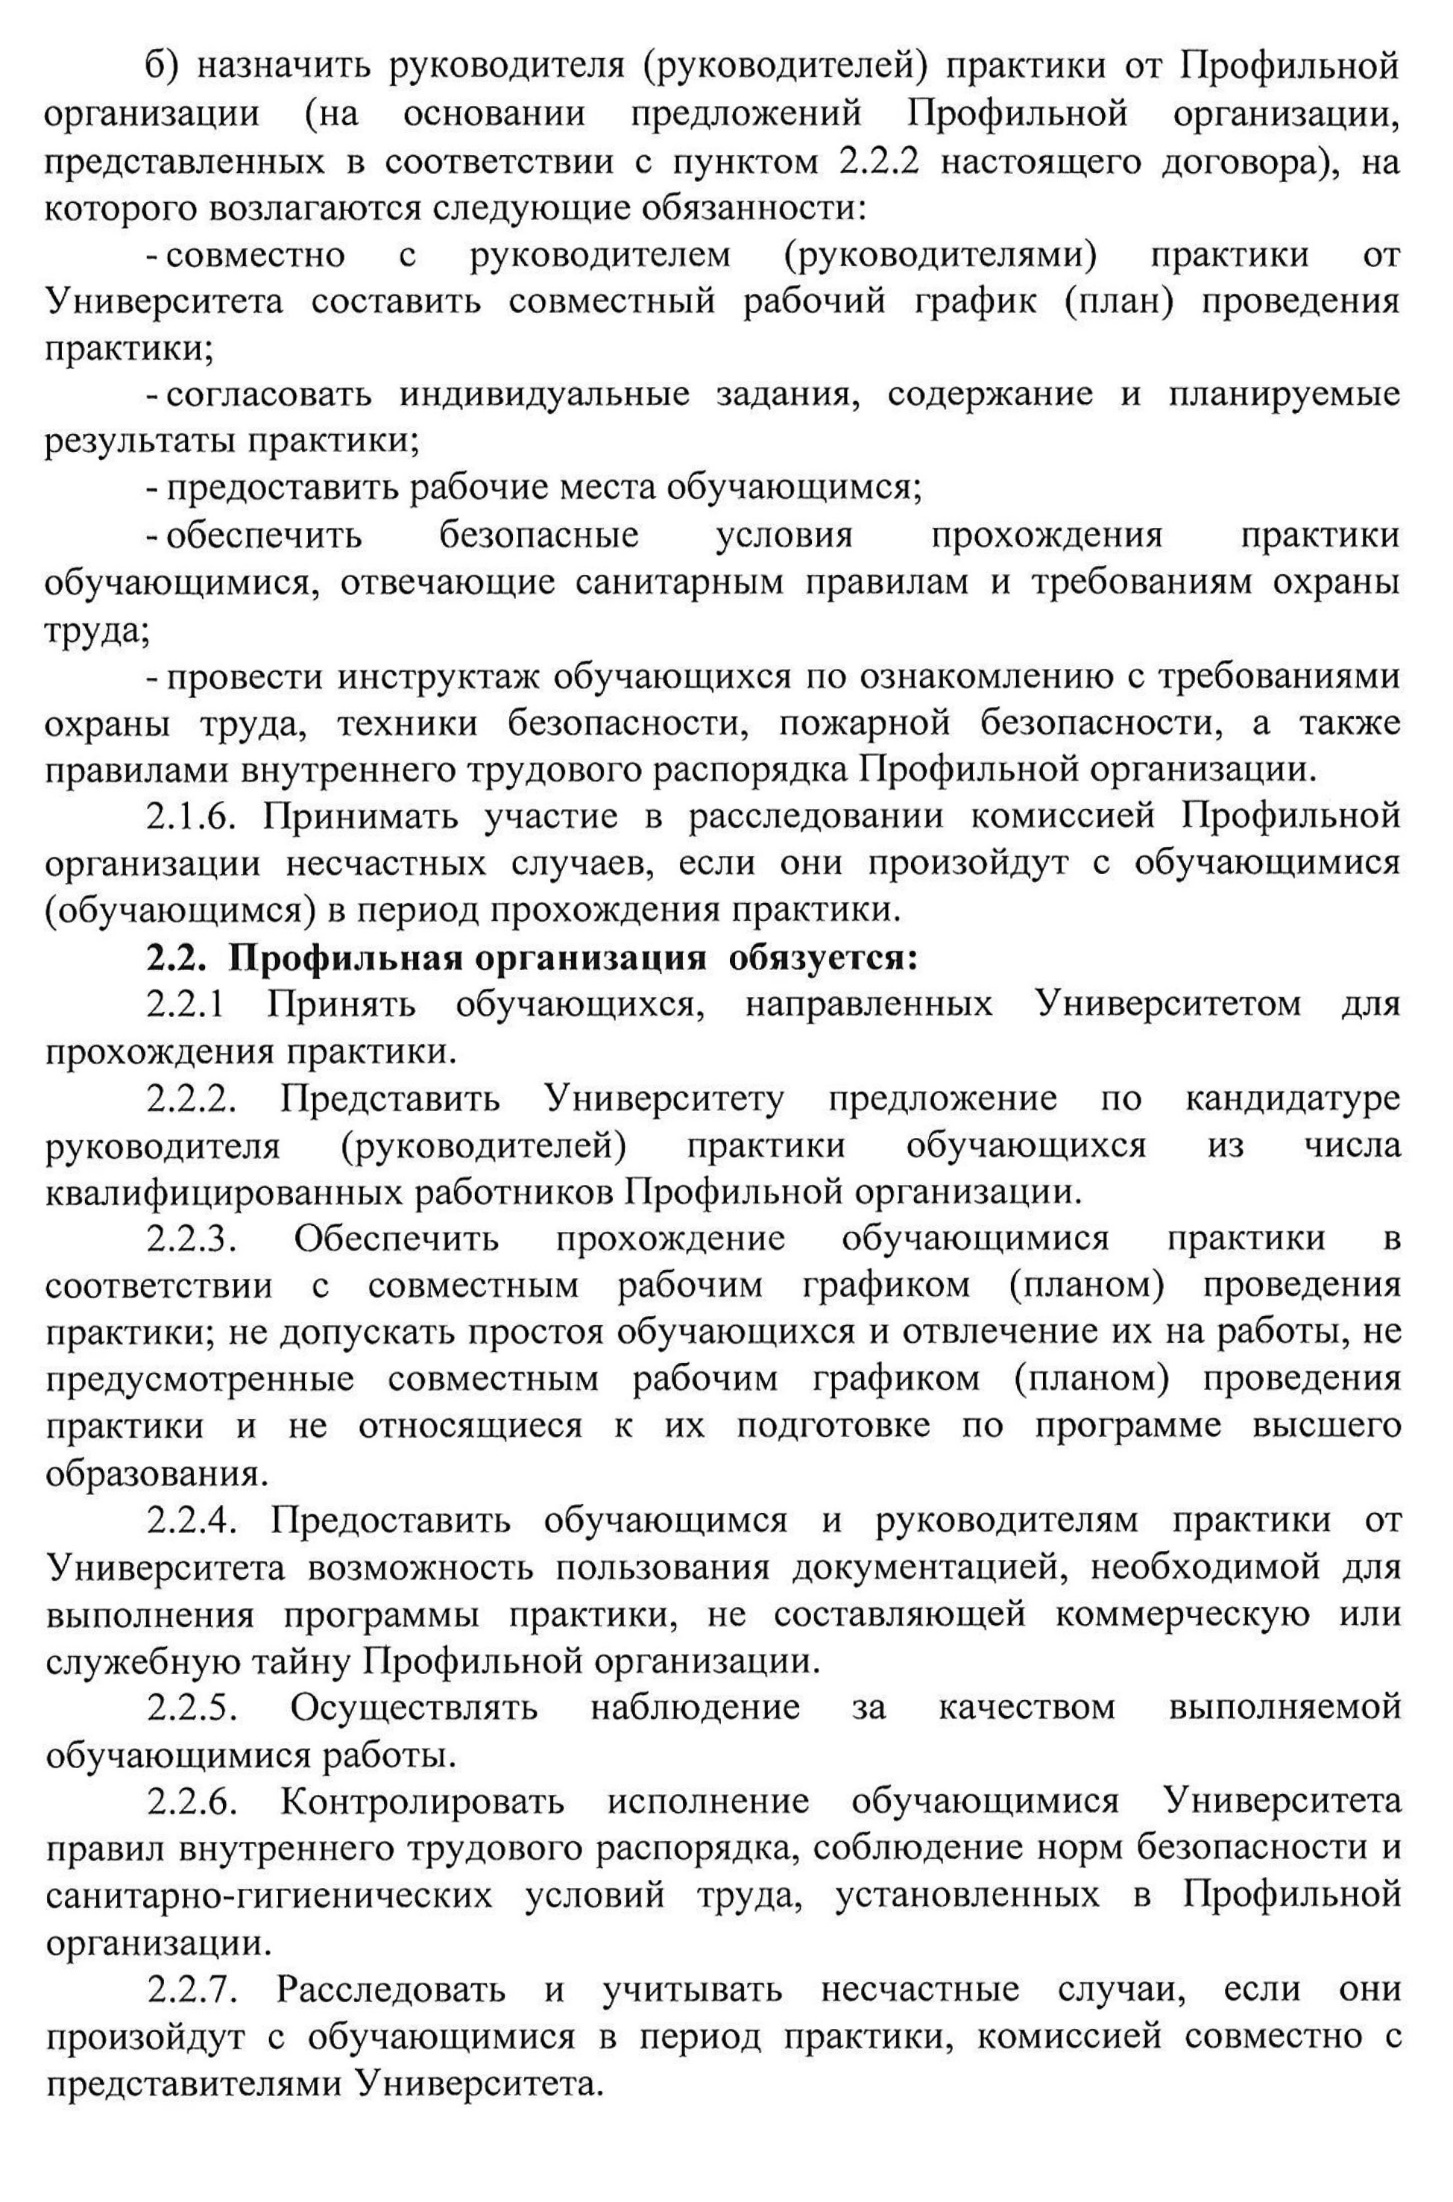 б) назначить руководителя (руководителей) практики от Профильной
организации (на основании предложений Профильной организации,
представленных в соответствии с пунктом 2.2.2 настоящего договора), на
которого возлагаются следующие обязанности:
- совместно с руководителем (руководителями) практики от
Университета составить совместный рабочий график (план) проведения
практики;
- согласовать индивидуальные задания, содержание и планируемые
результаты практики;
- предоставить рабочие места обучающимся;
- обеспечить безопасные условия прохождения практики
обучающимися, отвечающие санитарным правилам и требованиям охраны
труда;
- провести инструктаж обучающихся по ознакомлению с требованиями
охраны труда, техники безопасности, пожарной безопасности, а также
правилами внутреннего трудового распорядка Профильной организации.
2.1.6. Принимать участие в расследовании комиссией Профильной
организации несчастных случаев, если они произойдут с обучающимися
(обучающимся) в период прохождения практики.
2.2. Профильная организация обязуется:
2.2.1 Принять обучающихся, направленных Университетом для
прохождения практики.
2.2.2. Представить Университету предложение по кандидатуре
руководителя (руководителей) практики обучающихся из числа
квалифицированных работников Профильной организации.
2.2.3. Обеспечить прохождение обучающимися практики в
соответствии с совместным рабочим графиком (планом) проведения
практики; не допускать простоя обучающихся и отвлечение их на работы, не
предусмотренные совместным рабочим графиком (планом) проведения
практики и не относящиеся к их подготовке по программе высшего
образования.
2.2.4. Предоставить обучающимся и руководителям практики от
Университета возможность пользования документацией, необходимой для
выполнения программы практики, не составляющей коммерческую или
служебную тайну Профильной организации.
2.2.5. Осуществлять наблюдение за качеством выполняемой
обучающимися работы.
2.2.6. Контролировать исполнение обучающимися Университета
правил внутреннего трудового распорядка, соблюдение норм безопасности и
санитарно-гигиенических условий труда, установленных в Профильной
организации.
2.2.7. Расследовать и учитывать несчастные случаи, если они
произойдут с обучающимися в период практики, комиссией совместно с
представителями Университета.